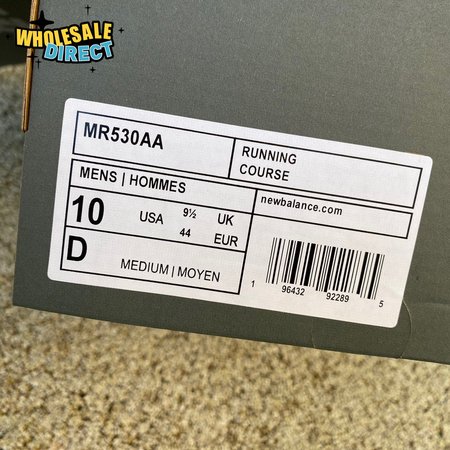 WHOLESALE
DIRECT
MR530AA
RUNNING
COURSE
MENS | HOMMES
newbalance.com
10 USA 9½ UK
44 EUR
D MEDIUM | MOYEN
1 96432 92289 5